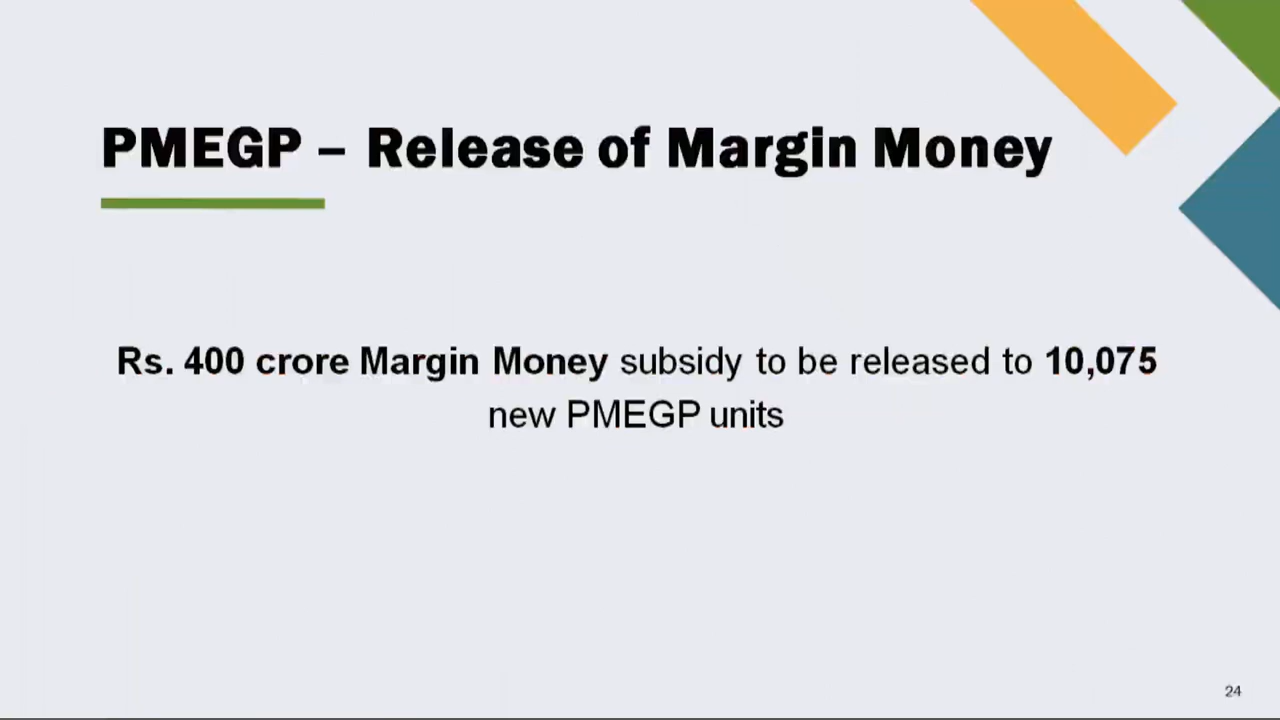 PMEGP – Release of Margin Money
Rs. 400 crore Margin Money subsidy to be released to 10,075
new PMEGP units
24